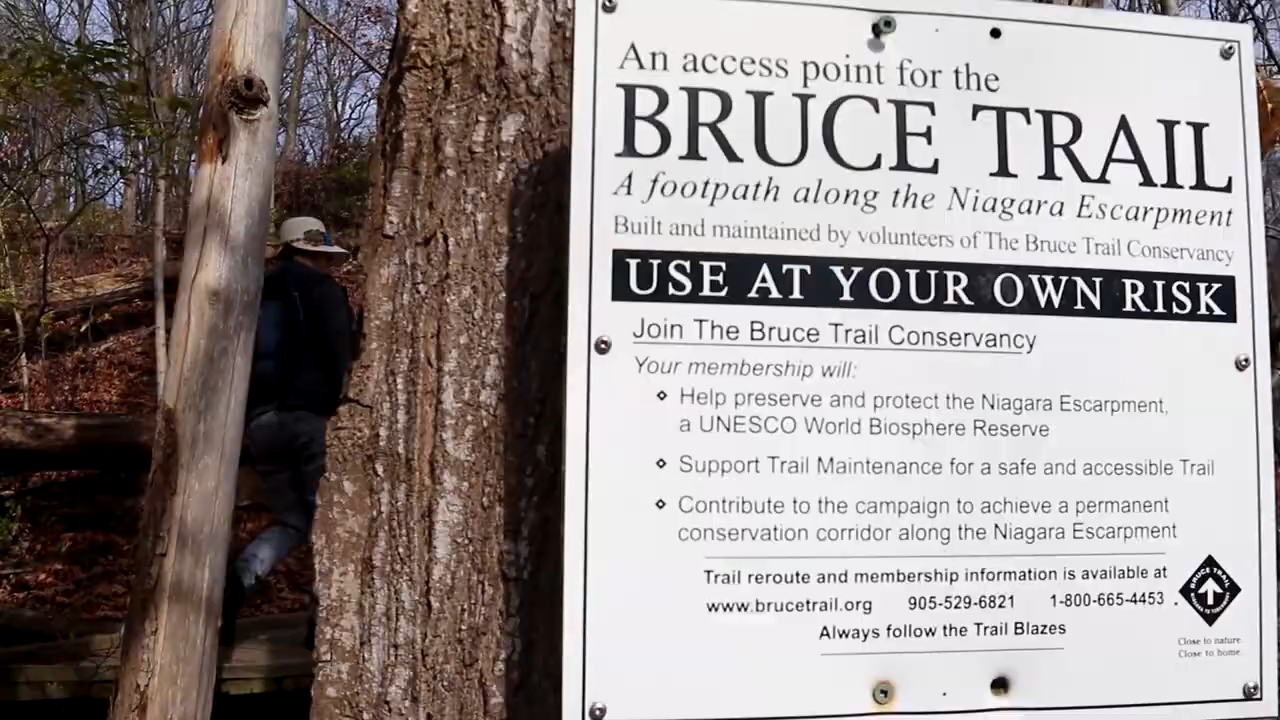 An access point for the
BRUCE TRAIL
A footpath along the Niagara Escarpment
Built and maintained by volunteers of The Bruce Trail Conservancy
USE AT YOUR OWN RISK
Join The Bruce Trail Conservancy
Your membership will:
Help preserve and protect the Niagara Escarpment,
a UNESCO World Biosphere Reserve
Support Trail Maintenance for a safe and accessible Trail
Contribute to the campaign to achieve a permanent
conservation corridor along the Niagara Escarpment
Trail reroute and membership information is available at
www.brucetrail.org 905-529-6821 1-800-665-4453
Always follow the Trail Blazes
BRUCE TRAIL
NIAGARA TO TOBERMORY
Close to nature.
Close to home.